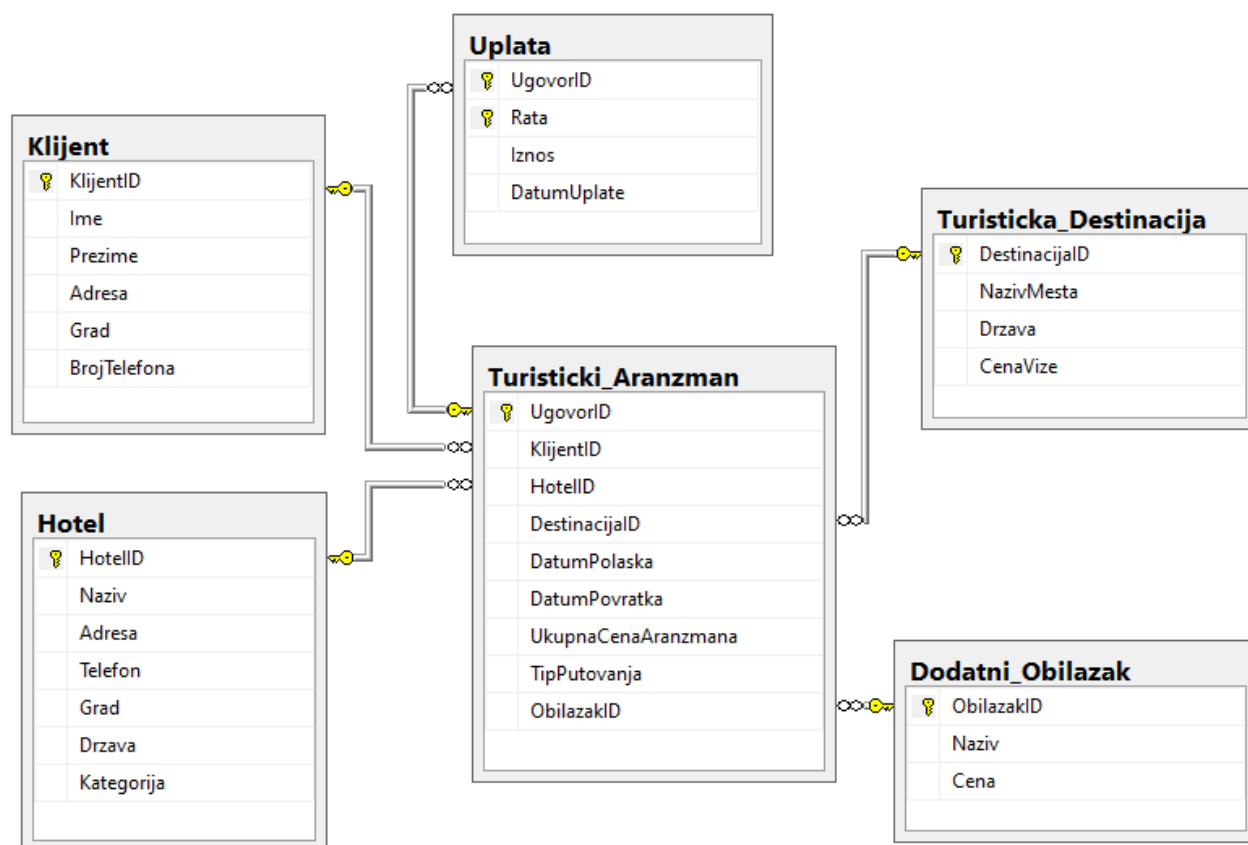 Uplata
UgovorID
Rata
Iznos
DatumUplate
Klijent
KlijentID
Ime
Prezime
Adresa
Grad
BrojTelefona
Turisticka_Destinacija
DestinacijaID
NazivMesta
Drzava
CenaVize
Turisticki_Aranzman
UgovorID
KlijentID
HotelID
DestinacijaID
DatumPolaska
DatumPovratka
UkupnaCenaAranzmana
TipPutovanja
ObilazakID
Hotel
HotelID
Naziv
Adresa
Telefon
Grad
Drzava
Kategorija
Dodatni_Obilazak
ObilazakID
Naziv
Cena